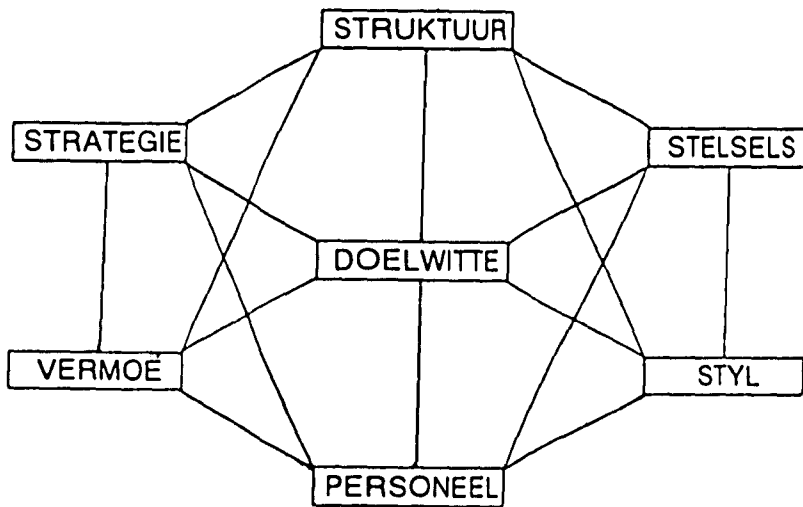 STRUKTUUR
STRATEGIE
STELSELS
DOELWITTE
VERMOË
STYL
PERSONEEL